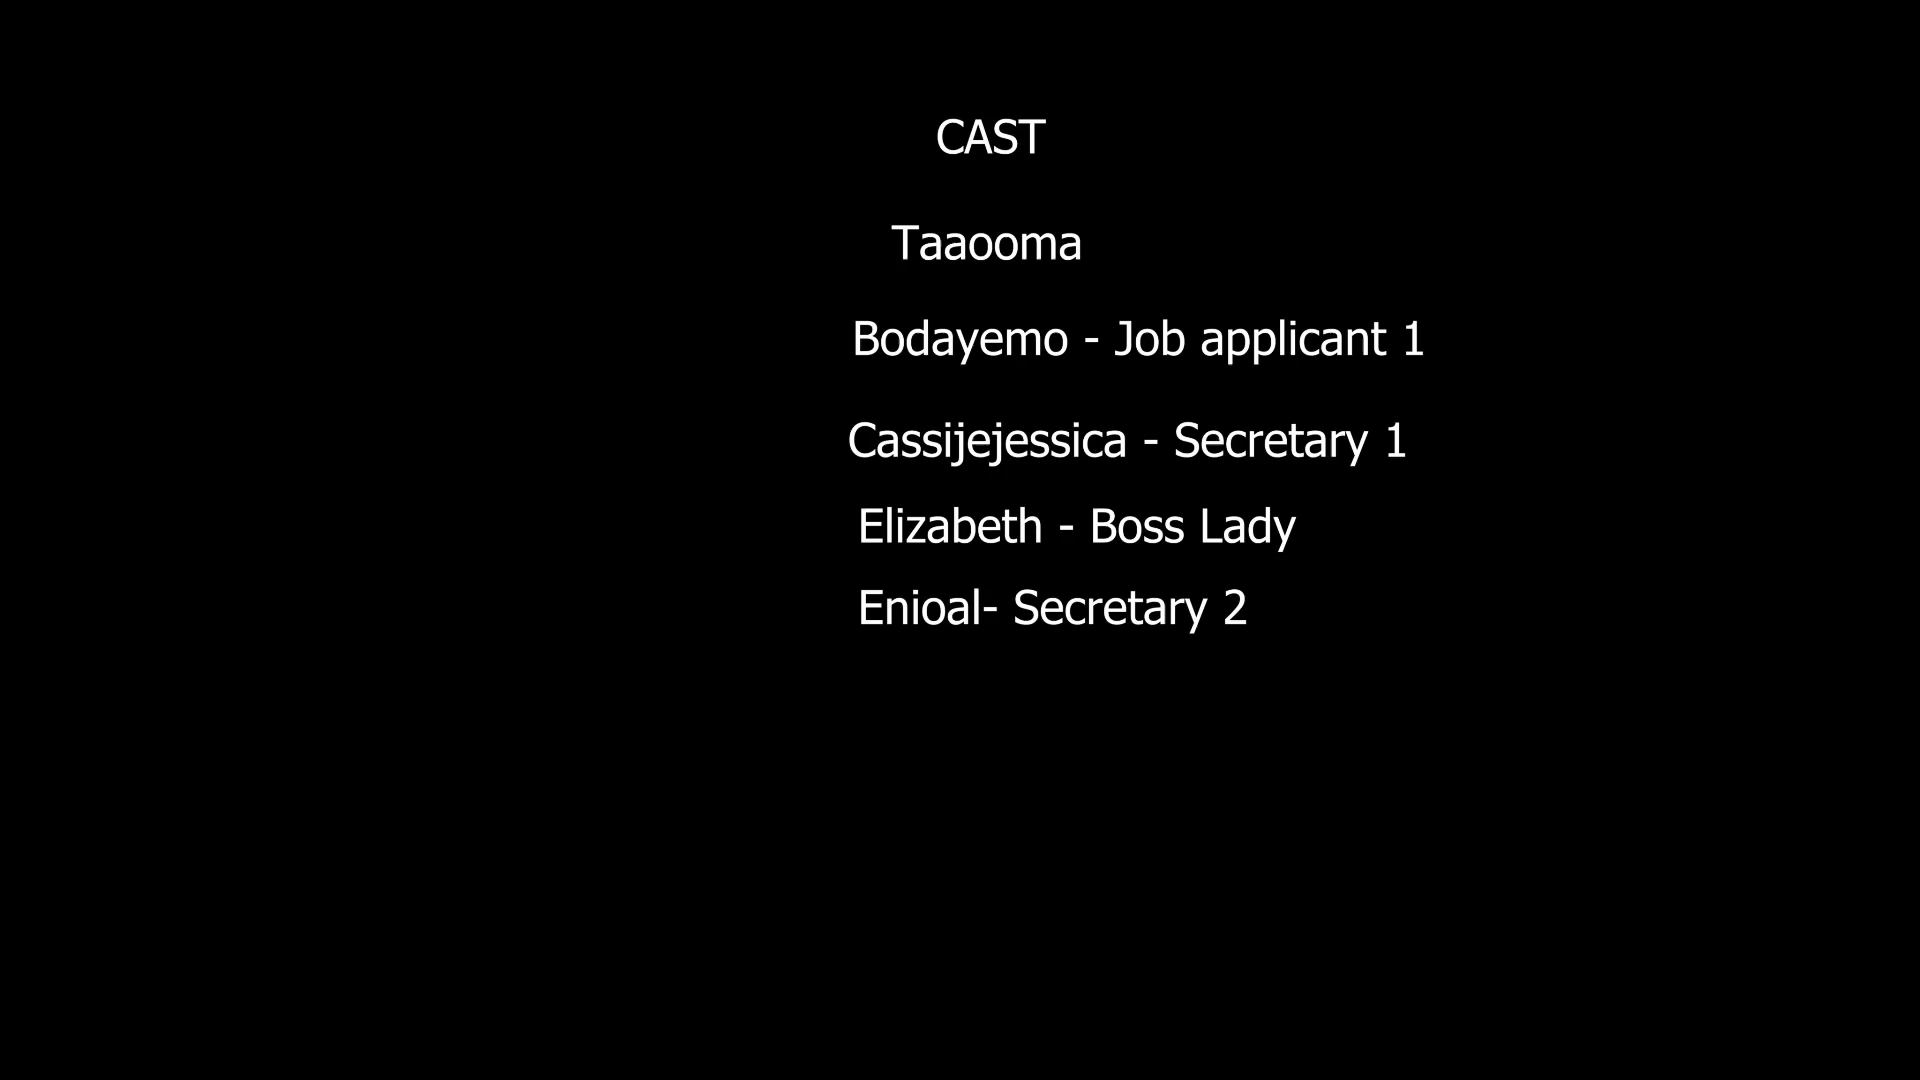 CAST
Taaooma
Bodayemo - Job applicant 1
Cassijejessica - Secretary 1
Elizabeth - Boss Lady
Enioal- Secretary 2